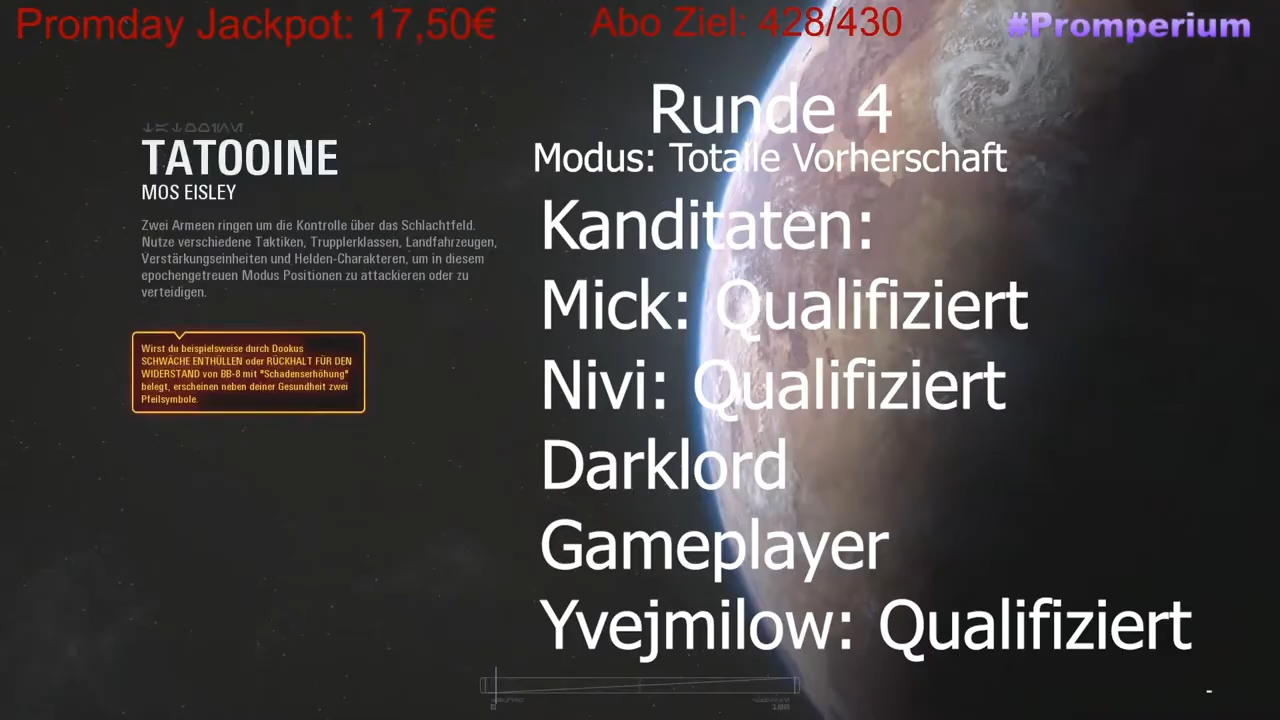 Promday Jackpot: 17,50€
Abo Ziel: 428/430
#Promperium
TATOOINE
MOS EISLEY
Zwei Armeen ringen um die Kontrolle über das Schlachtfeld.
Nutze verschiedene Taktiken, Trupplerklassen, Landfahrzeugen,
Verstärkungseinheiten und Helden-Charakteren, um in diesem
epochengetreuen Modus Positionen zu attackieren oder zu
verteidigen.
Wirst du beispielsweise durch Dookus
SCHWÄCHE ENTHÜLLEN oder RÜCKHALT FÜR DEN
WIDERSTAND von BB-8 mit "Schadenserhöhung"
belegt, erscheinen neben deiner Gesundheit zwei
Pfeilsymbole.
Runde 4
Modus: Totalle Vorherschaft
Kanditaten:
Mick: Qualifiziert
Nivi: Qualifiziert
Darklord
Gameplayer
Yvejmilow: Qualifiziert